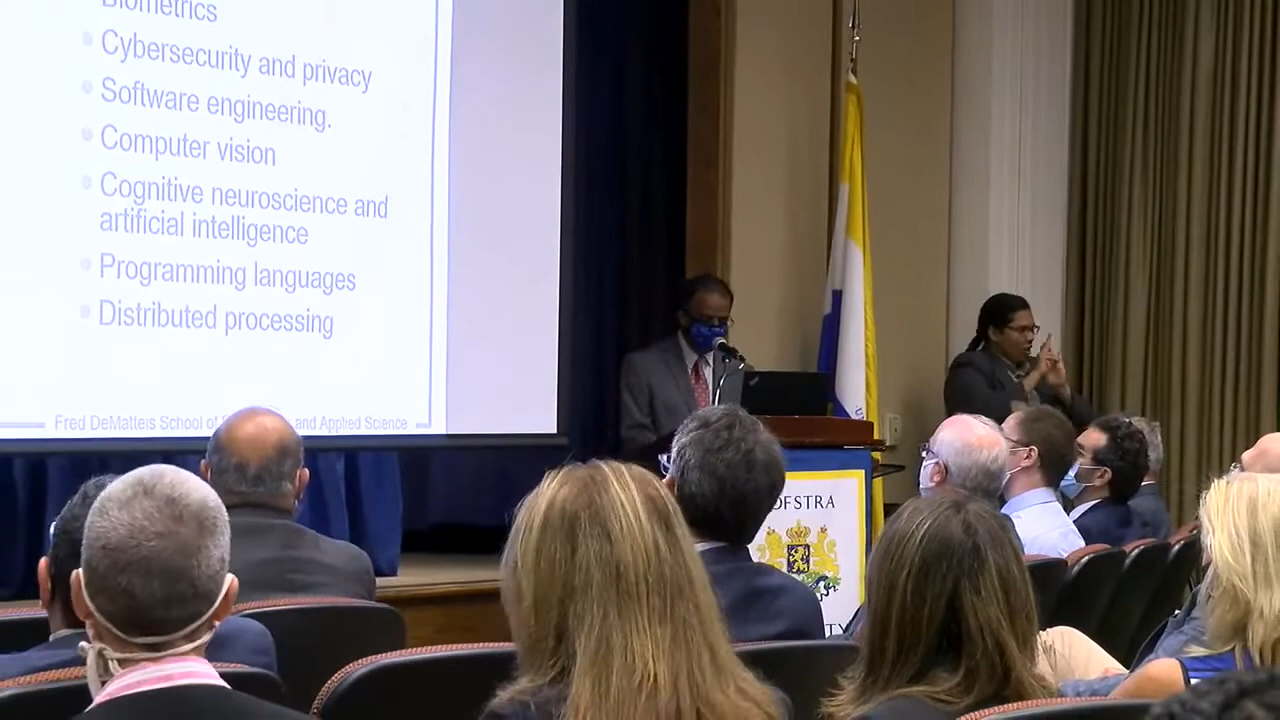 Biometrics
Cybersecurity and privacy
Software engineering.
Computer vision
Cognitive neuroscience and
artificial intelligence
Programming languages
Distributed processing
Fred DeMatteis School of and Applied Science
OFSTRA